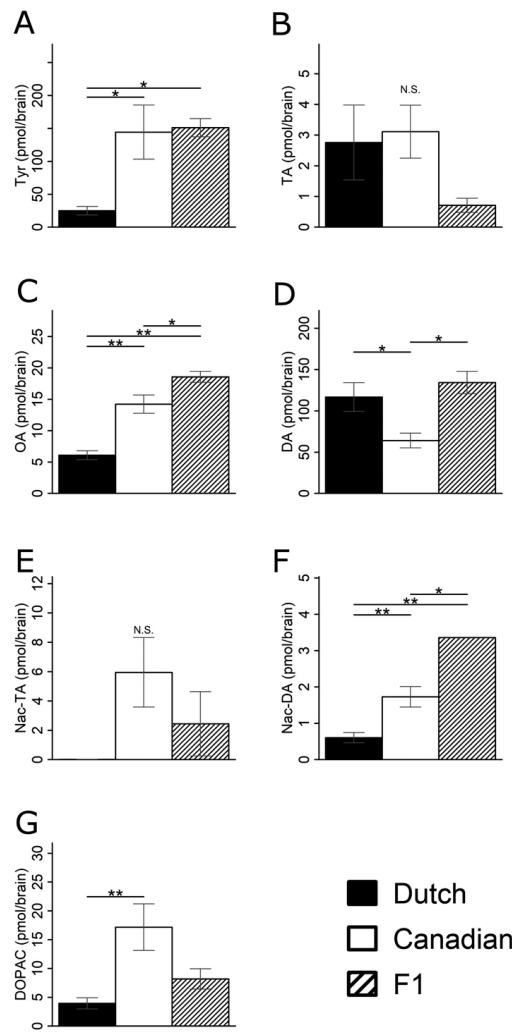 A
B
Tyr (pmol/brain)
0
50
100
150
200
*
*
TA (pmol/brain)
0
1
2
3
4
5
N.S.
C
D
OA (pmol/brain)
0
5
10
15
20
25
*
**
**
DA (pmol/brain)
0
50
100
150
200
*
*
E
F
Nac-TA (pmol/brain)
0
2
4
6
8
10
12
N.S.
Nac-DA (pmol/brain)
0
1
2
3
4
5
*
**
**
G
DOPAC (pmol/brain)
0
5
10
15
20
25
30
**
Dutch
Canadian
F1